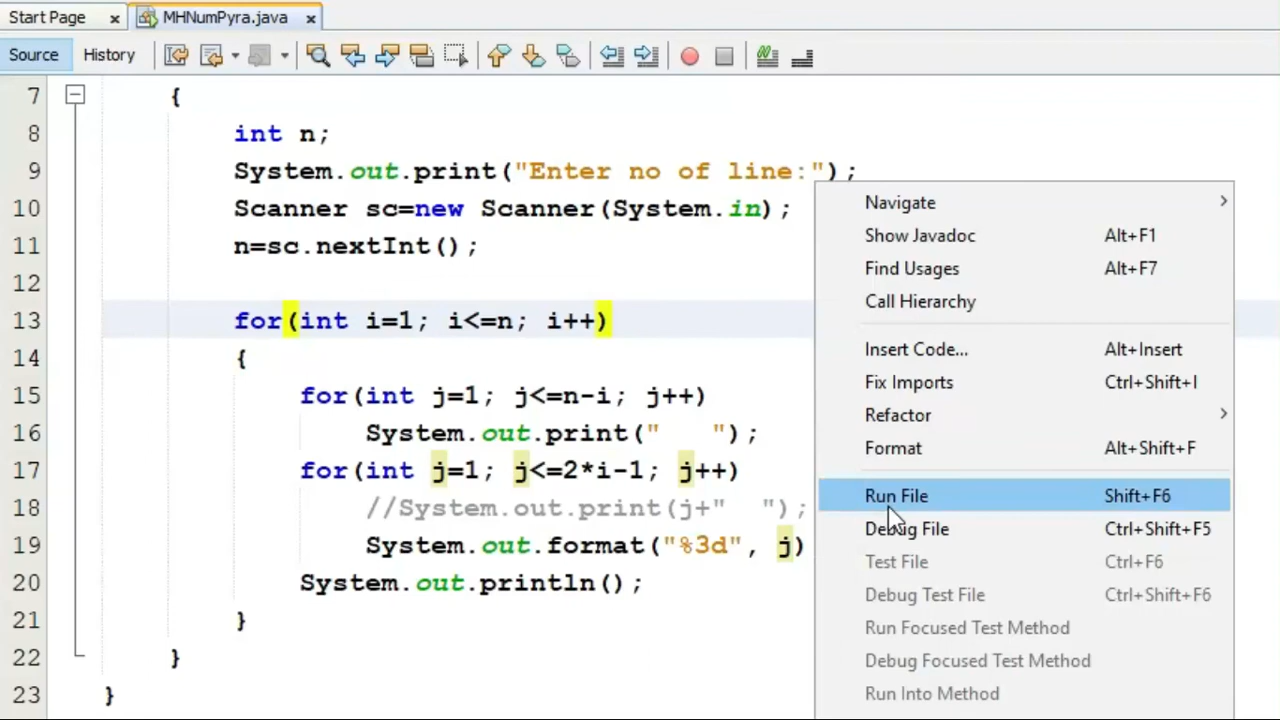 Start Page × MHNumPyra.java ×
Source History
7 {
8 int n;
9 System.out.print("Enter no of line:");
10 Scanner sc=new Scanner(System.in);
11 n=sc.nextInt();
12
13 for(int i=1; i<=n; i++)
14 {
15 for(int j=1; j<=n-i; j++)
16 System.out.print("   ");
17 for(int j=1; j<=2*i-1; j++)
18 //System.out.print(j+"  ");
19 System.out.format("%3d", j)
20 System.out.println();
21 }
22 }
23 }
Navigate
Show Javadoc Alt+F1
Find Usages Alt+F7
Call Hierarchy
Insert Code... Alt+Insert
Fix Imports Ctrl+Shift+I
Refactor
Format Alt+Shift+F
Run File Shift+F6
Debug File Ctrl+Shift+F5
Test File Ctrl+F6
Debug Test File Ctrl+Shift+F6
Run Focused Test Method
Debug Focused Test Method
Run Into Method